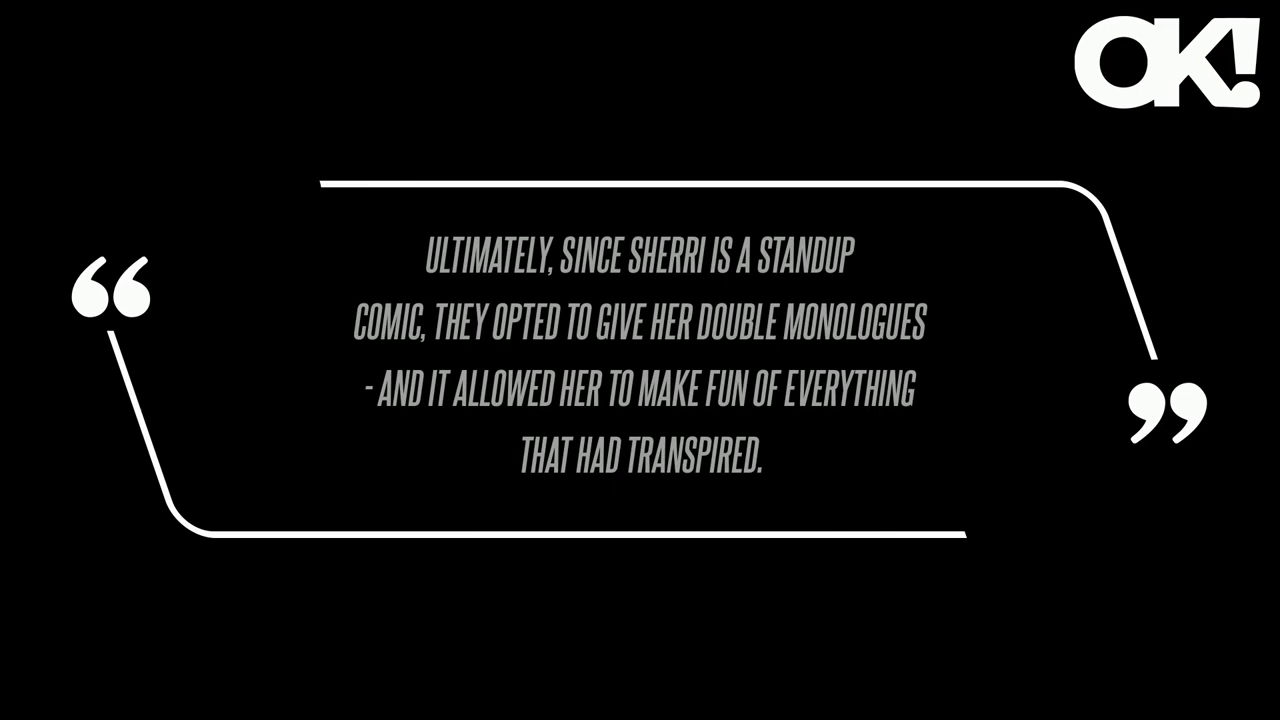 OK!
“
ULTIMATELY, SINCE SHERRI IS A STANDUP
COMIC, THEY OPTED TO GIVE HER DOUBLE MONOLOGUES
- AND IT ALLOWED HER TO MAKE FUN OF EVERYTHING
THAT HAD TRANSPIRED.
”